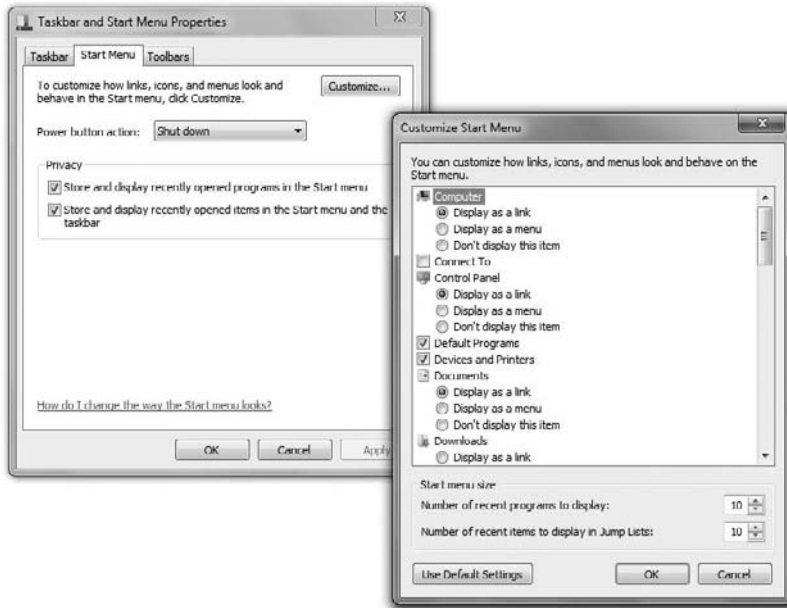 Taskbar and Start Menu Properties
Taskbar
Start Menu
Toolbars
To customize how links, icons, and menus look and
behave in the Start menu, click Customize.
Customize...
Power button action:
Shut down
Privacy
Store and display recently opened programs in the Start menu
Store and display recently opened items in the Start menu and the
taskbar
How do I change the way the Start menu looks?
OK
Cancel
Apply
Customize Start Menu
You can customize how links, icons, and menus look and behave on the
Start menu.
Computer
Display as a link
Display as a menu
Don't display this item
Connect To
Control Panel
Display as a link
Display as a menu
Don't display this item
Default Programs
Devices and Printers
Documents
Display as a link
Display as a menu
Don't display this item
Downloads
Display as a link
Start menu size
Number of recent programs to display:
10
Number of recent items to display in Jump Lists:
10
Use Default Settings
OK
Cancel